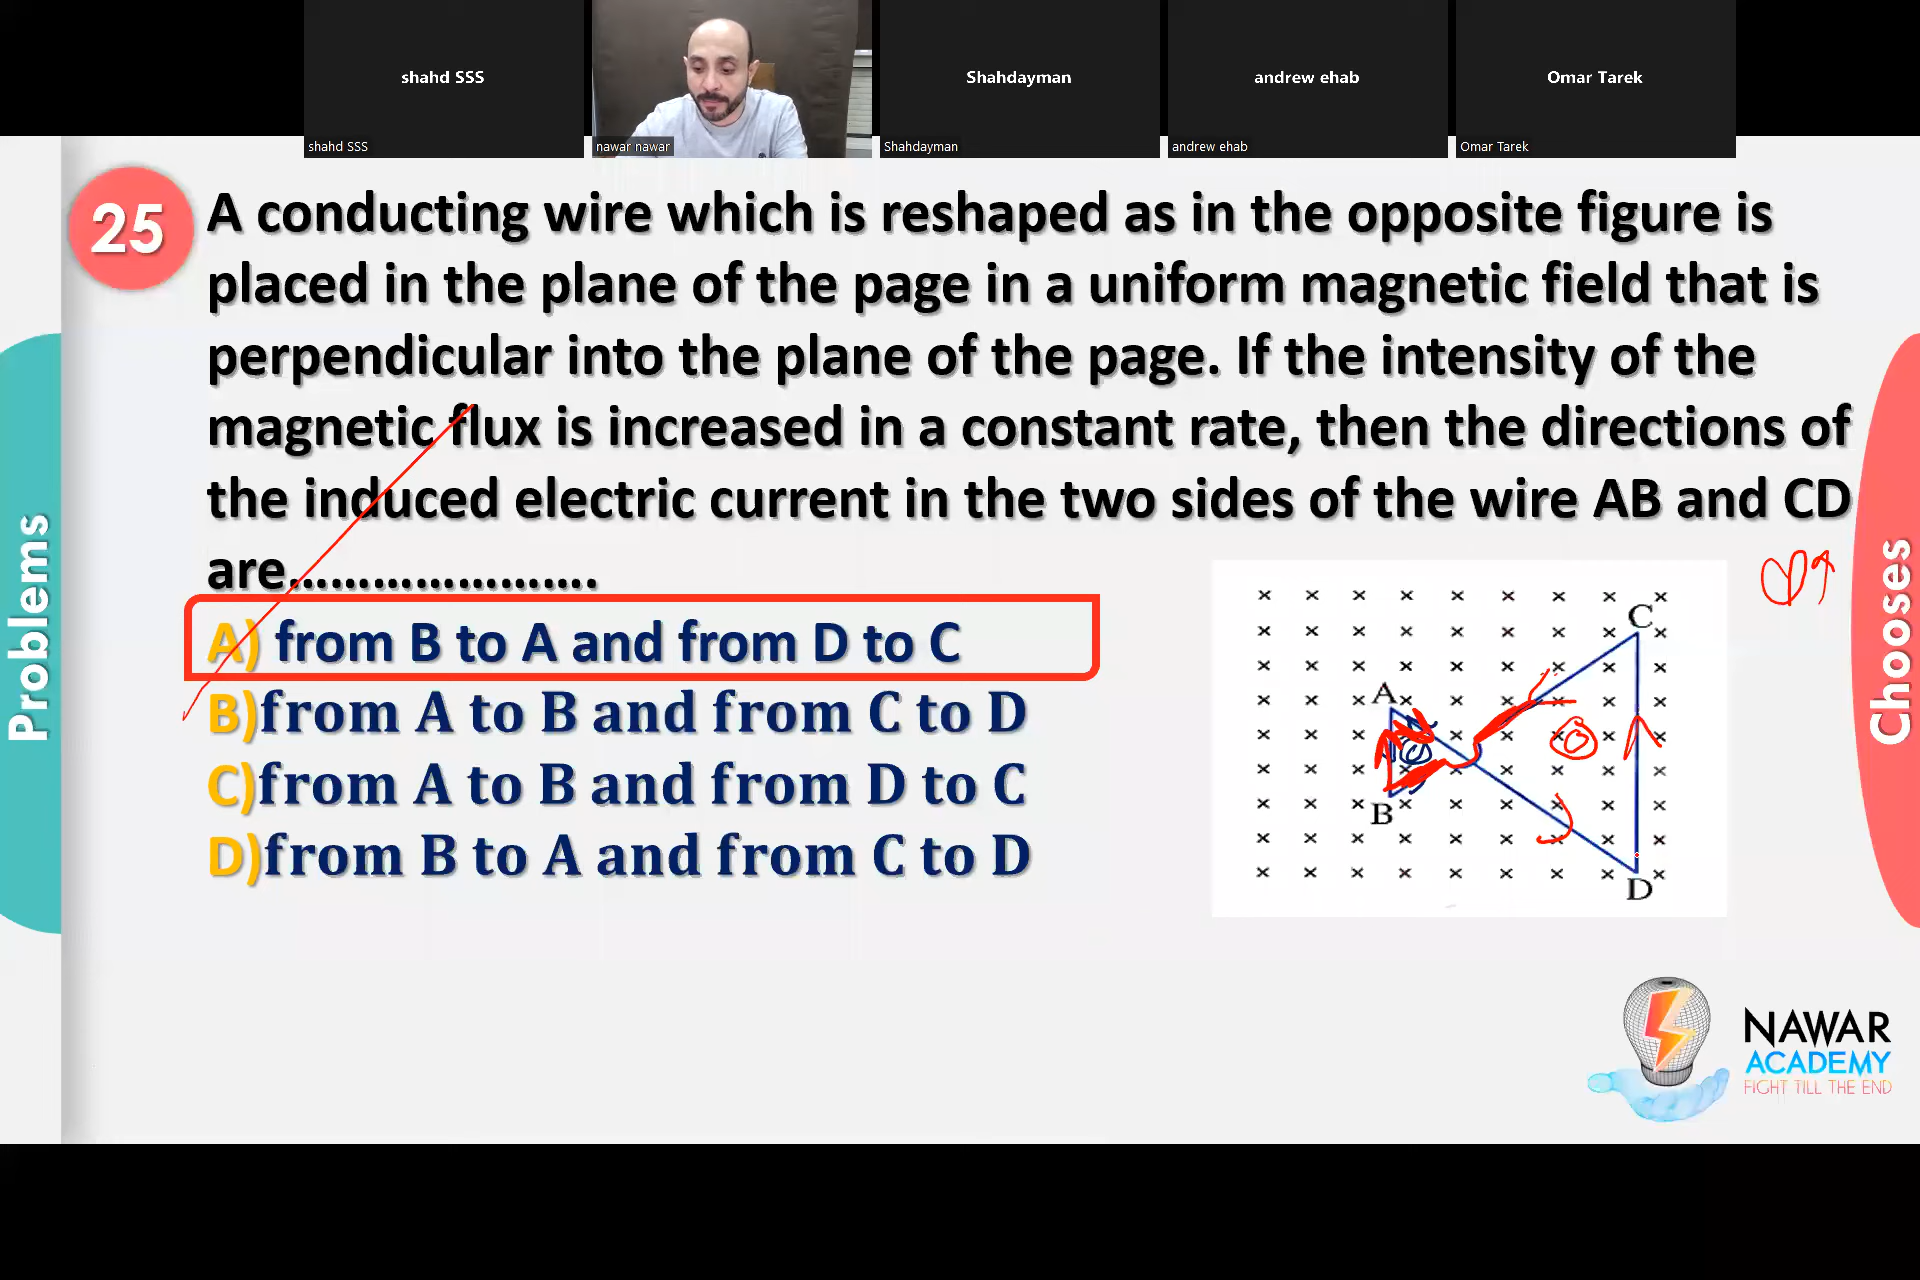 shahd SSS
Shahdayman
andrew ehab
Omar Tarek
shahd SSS
nawar nawar
Shahdayman
andrew ehab
Omar Tarek
25
A conducting wire which is reshaped as in the opposite figure is
placed in the plane of the page in a uniform magnetic field that is
perpendicular into the plane of the page. If the intensity of the
magnetic flux is increased in a constant rate, then the directions of
the induced electric current in the two sides of the wire AB and CD
are......................
A) from B to A and from D to C
B)from A to B and from C to D
C)from A to B and from D to C
D)from B to A and from C to D
C
A
B
D
Problems
Chooses
NAWAR
ACADEMY
FIGHT TILL THE END